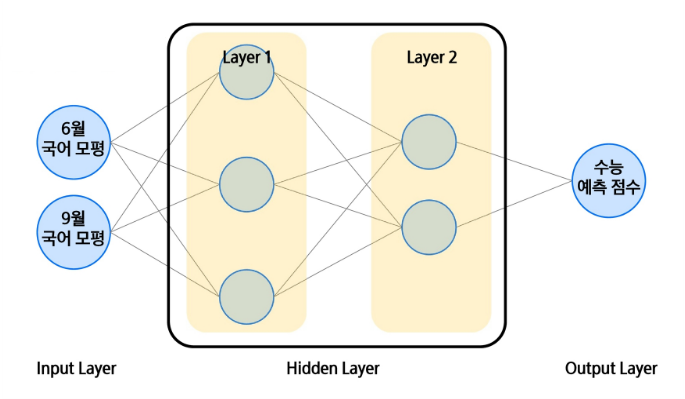 Layer 1
Layer 2
6월
국어 모평
9월
국어 모평
수능
예측 점수
Input Layer
Hidden Layer
Output Layer